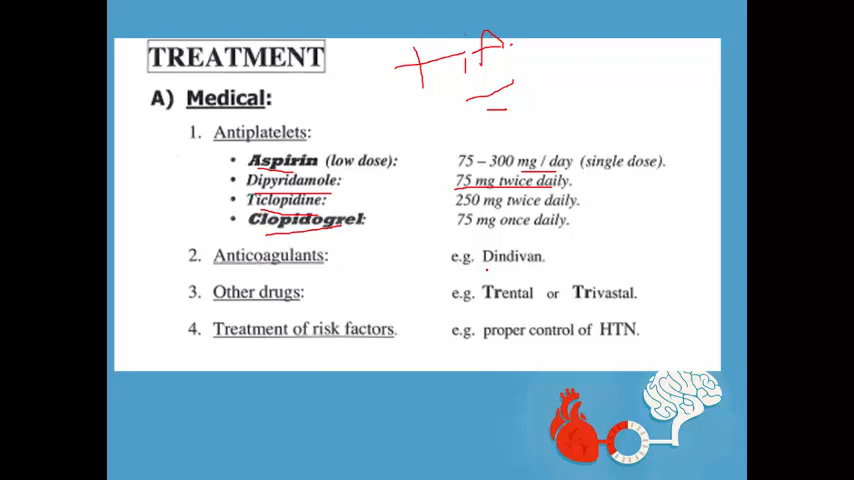 TREATMENT
A) Medical:
1. Antiplatelets:
• Aspirin (low dose): 75 – 300 mg / day (single dose).
• Dipyridamole: 75 mg twice daily.
• Ticlopidine: 250 mg twice daily.
• Clopidogrel: 75 mg once daily.
2. Anticoagulants: e.g. Dindivan.
3. Other drugs: e.g. Trental or Trivastal.
4. Treatment of risk factors. e.g. proper control of HTN.